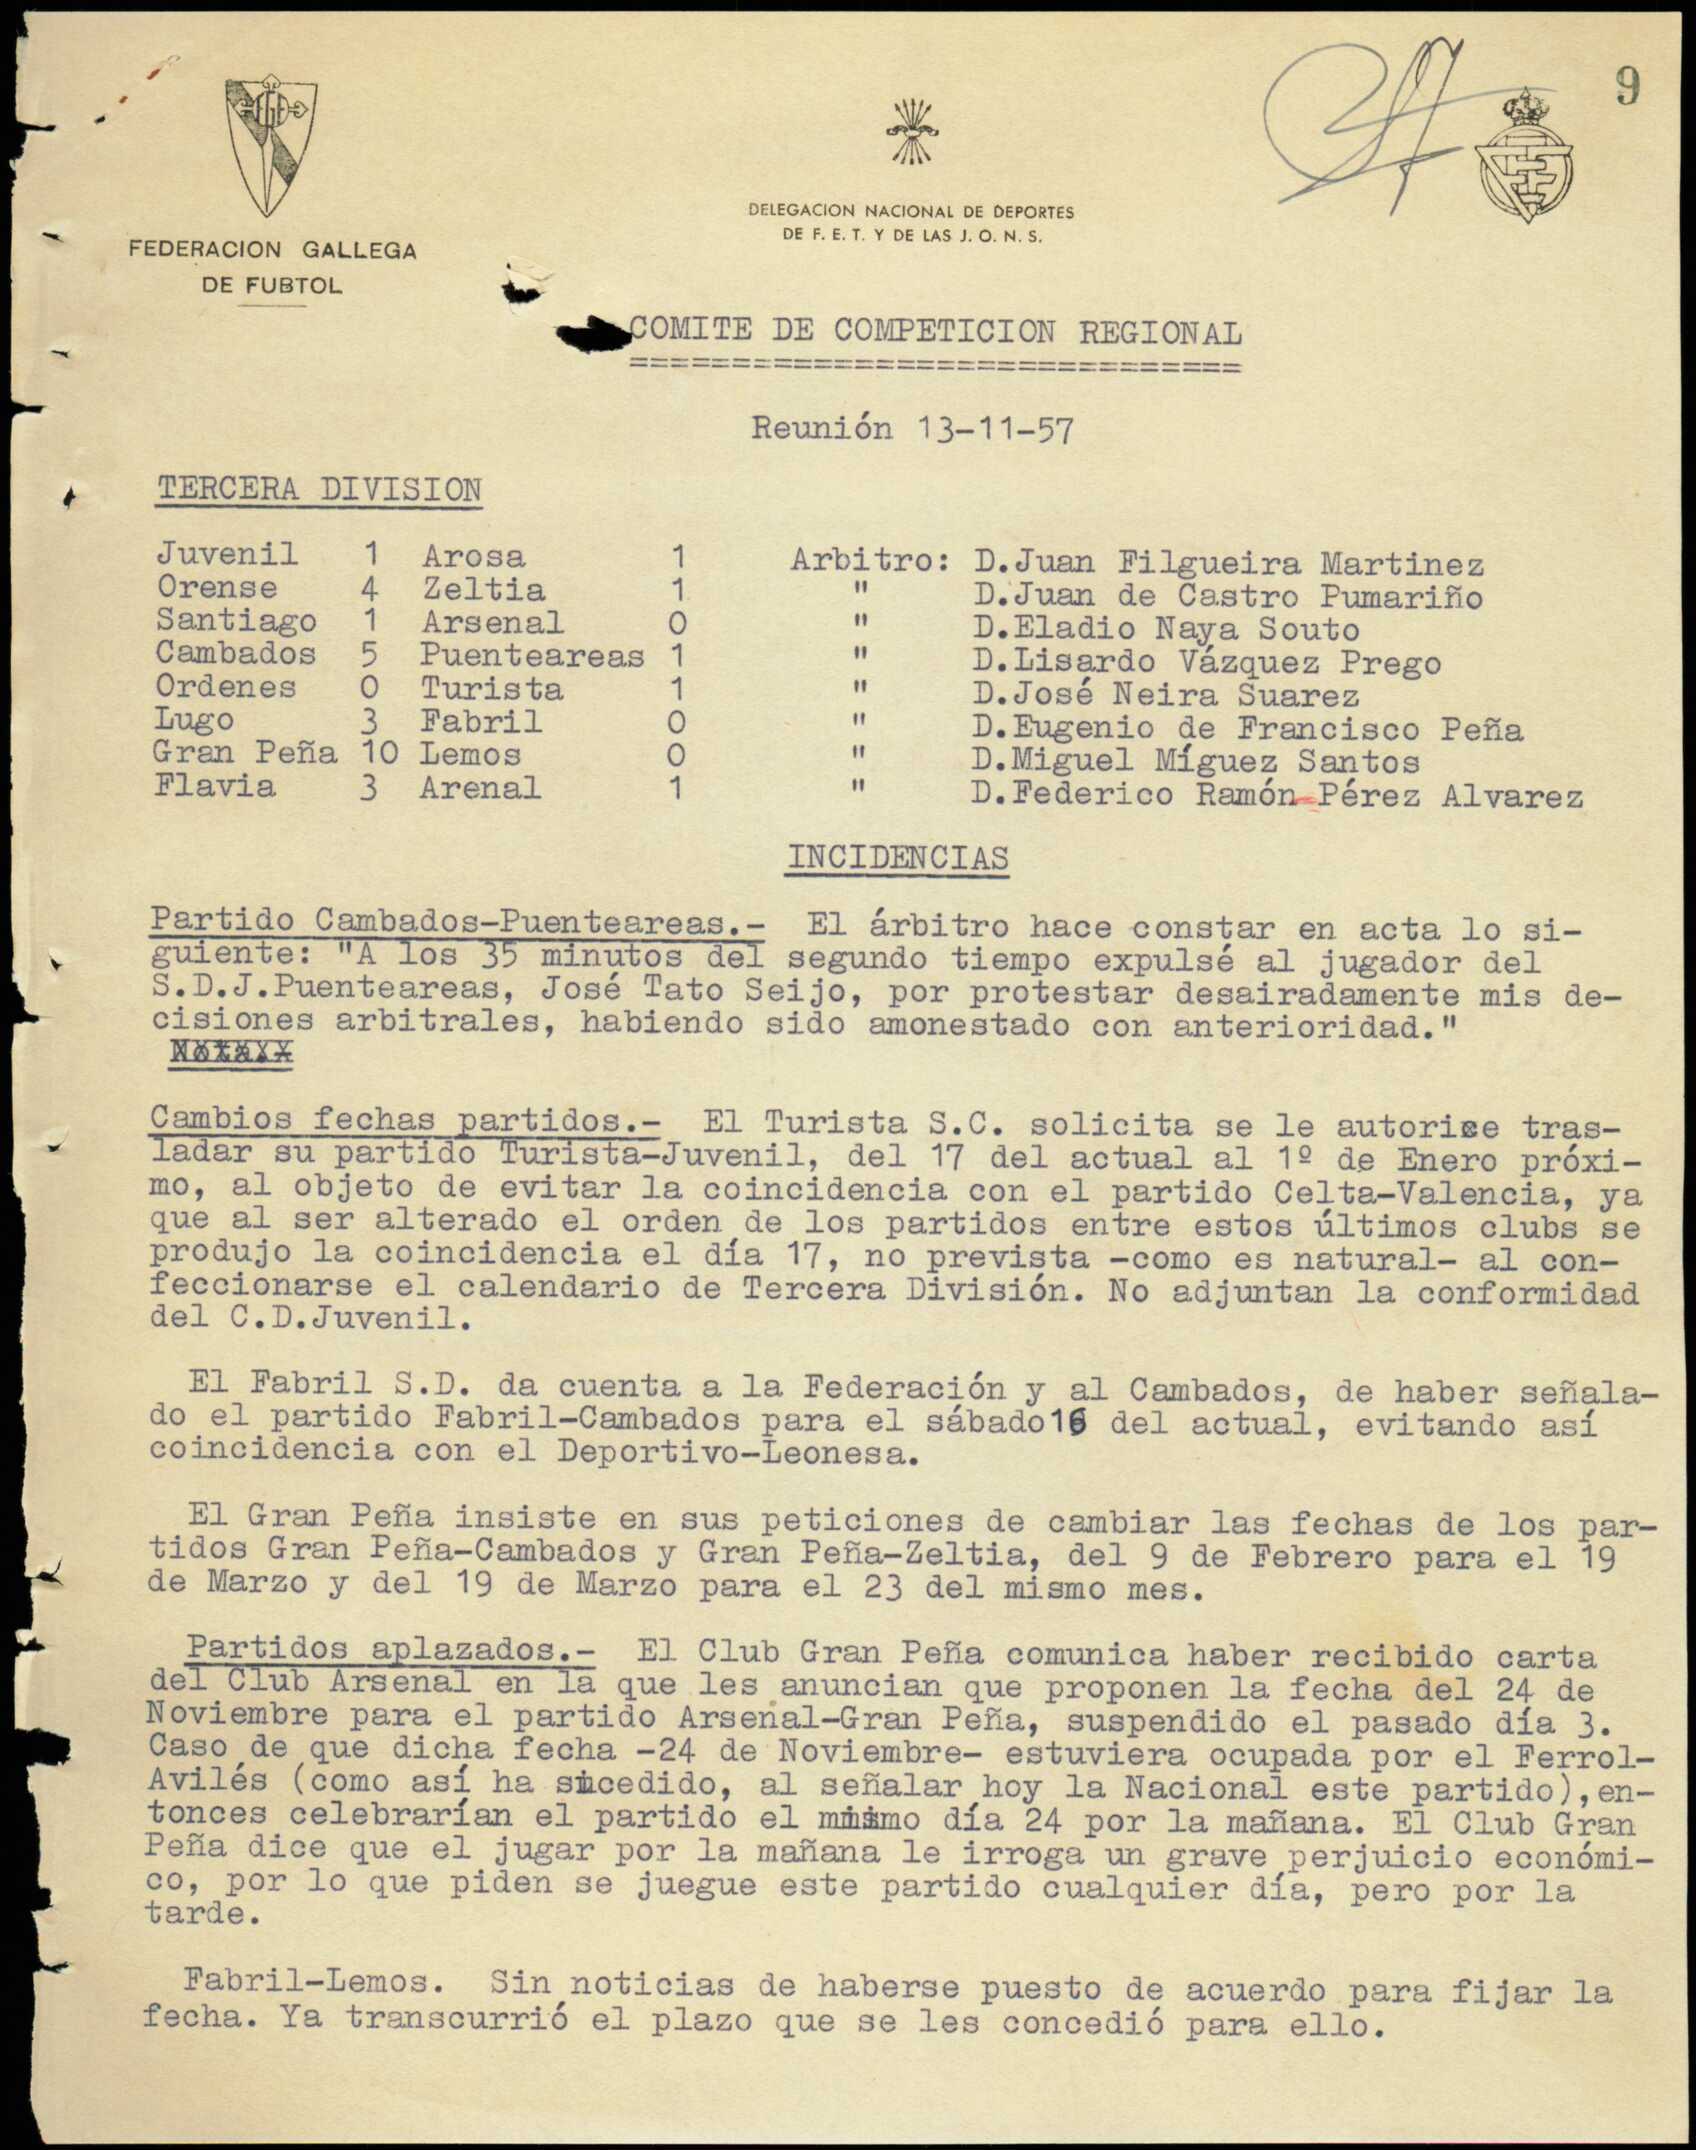 9
FEDERACION GALLEGA
DE FUBTOL
DELEGACION NACIONAL DE DEPORTES
DE F. E. T. Y DE LAS J. O. N. S.
COMITE DE COMPETICION REGIONAL
==============================
Reunión 13-11-57
TERCERA DIVISION
Juvenil 1 Arosa 1 Arbitro: D.Juan Filgueira Martinez
Orense 4 Zeltia 1 " D.Juan de Castro Pumariño
Santiago 1 Arsenal 0 " D.Eladio Naya Souto
Cambados 5 Puenteareas 1 " D.Lisardo Vázquez Prego
Ordenes 0 Turista 1 " D.José Neira Suarez
Lugo 3 Fabril 0 " D.Eugenio de Francisco Peña
Gran Peña 10 Lemos 0 " D.Miguel Míguez Santos
Flavia 3 Arenal 1 " D.Federico Ramón Pérez Alvarez
INCIDENCIAS
Partido Cambados-Puenteareas.- El árbitro hace constar en acta lo si-
guiente: "A los 35 minutos del segundo tiempo expulsé al jugador del
S.D.J.Puenteareas, José Tato Seijo, por protestar desairadamente mis de-
cisiones arbitrales, habiendo sido amonestado con anterioridad."
Cambios fechas partidos.- El Turista S.C. solicita se le autorice tras-
ladar su partido Turista-Juvenil, del 17 del actual al 1º de Enero próxi-
mo, al objeto de evitar la coincidencia con el partido Celta-Valencia, ya
que al ser alterado el orden de los partidos entre estos últimos clubs se
produjo la coincidencia el día 17, no prevista -como es natural- al con-
feccionarse el calendario de Tercera División. No adjuntan la conformidad
del C.D.Juvenil.
El Fabril S.D. da cuenta a la Federación y al Cambados, de haber señala-
do el partido Fabril-Cambados para el sábado16 del actual, evitando así
coincidencia con el Deportivo-Leonesa.
El Gran Peña insiste en sus peticiones de cambiar las fechas de los par-
tidos Gran Peña-Cambados y Gran Peña-Zeltia, del 9 de Febrero para el 19
de Marzo y del 19 de Marzo para el 23 del mismo mes.
Partidos aplazados.- El Club Gran Peña comunica haber recibido carta
del Club Arsenal en la que les anuncian que proponen la fecha del 24 de
Noviembre para el partido Arsenal-Gran Peña, suspendido el pasado día 3.
Caso de que dicha fecha -24 de Noviembre- estuviera ocupada por el Ferrol-
Avilés (como así ha sucedido, al señalar hoy la Nacional este partido),en-
tonces celebrarían el partido el mismo día 24 por la mañana. El Club Gran
Peña dice que el jugar por la mañana le irroga un grave perjuicio económi-
co, por lo que piden se juegue este partido cualquier día, pero por la
tarde.
Fabril-Lemos. Sin noticias de haberse puesto de acuerdo para fijar la
fecha. Ya transcurrió el plazo que se les concedió para ello.